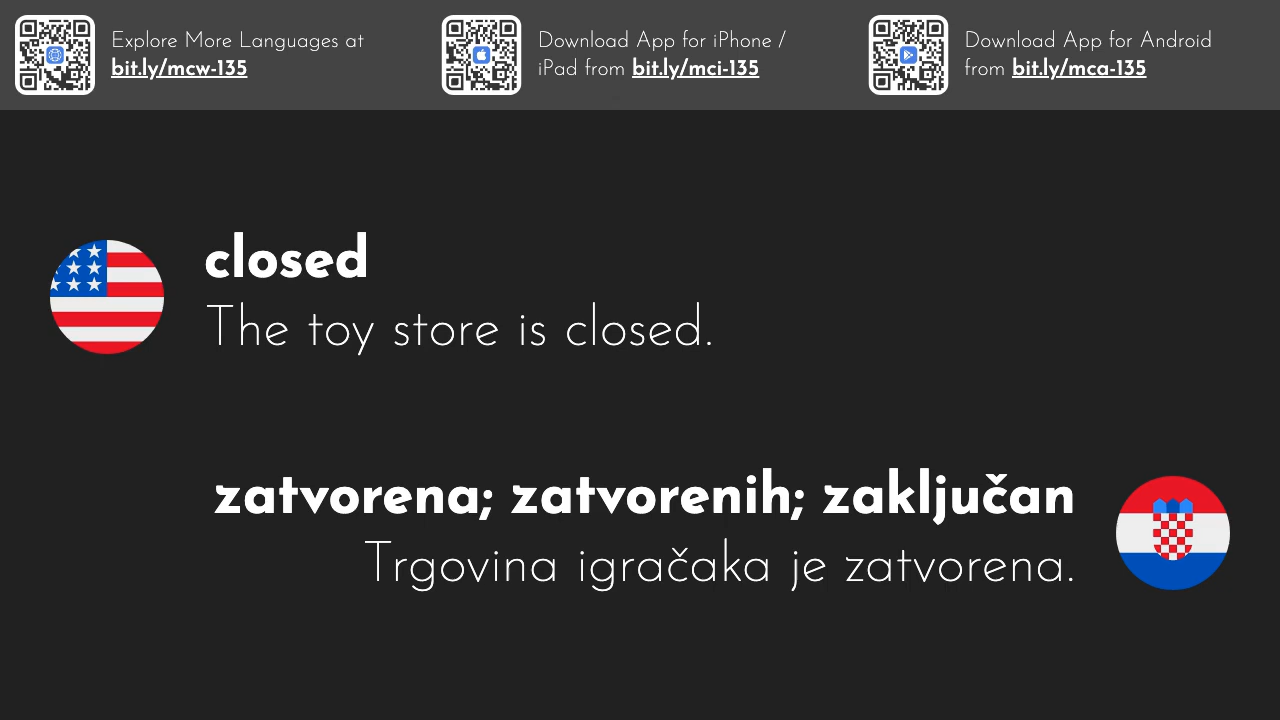 Explore More Languages at
bit.ly/mcw-135
Download App for iPhone /
iPad from bit.ly/mci-135
Download App for Android
from bit.ly/mca-135
closed
The toy store is closed.
zatvorena; zatvorenih; zaključan
Trgovina igračaka je zatvorena.